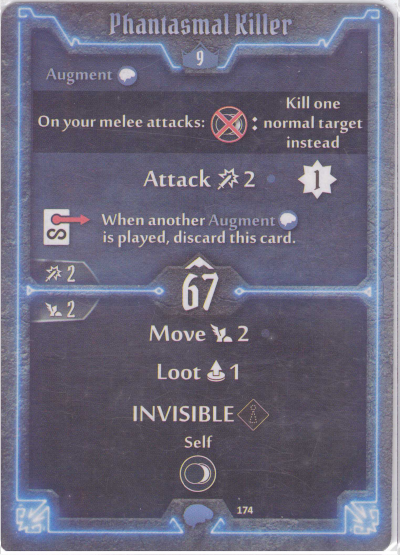 Phantasmal Killer
9
Augment
On your melee attacks: : Kill one
normal target
instead
Attack 2 1
When another Augment
is played, discard this card.
2
67
2
Move 2
Loot 1
INVISIBLE
Self
174